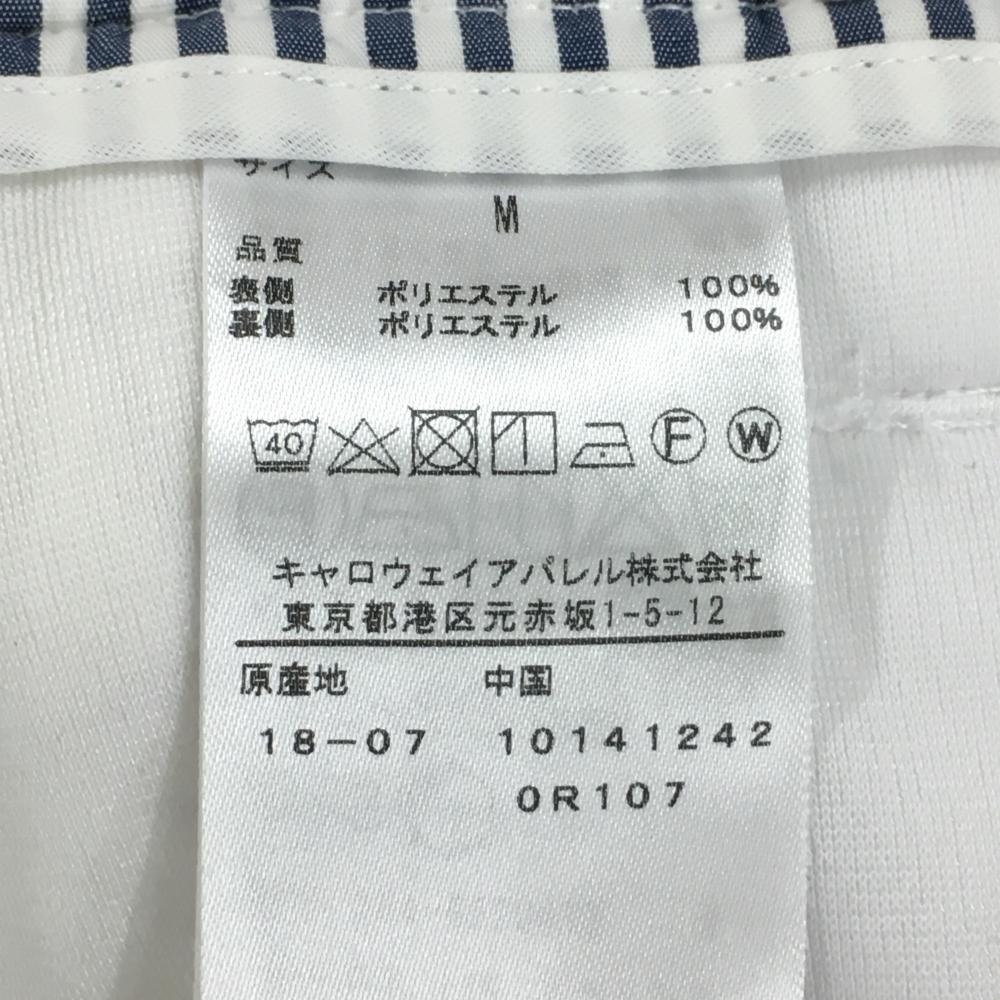 サイズ
M
品質
表側 ポリエステル 100%
裏側 ポリエステル 100%
40 F W
キャロウェイアパレル株式会社
東京都港区元赤坂1-5-12
原産地 中国
18-07 10141242
0R107